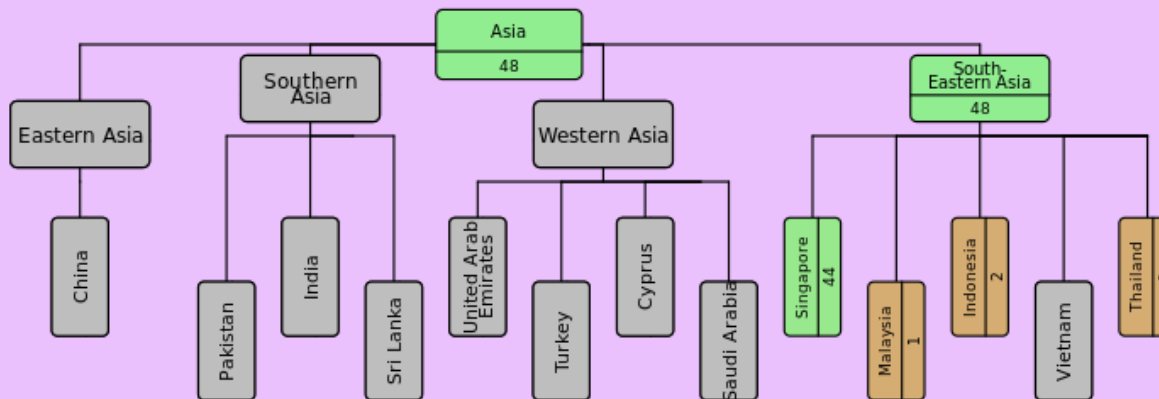 Asia
48
Southern
Asia
South-
Eastern Asia
48
Eastern Asia
Western Asia
China
Pakistan
India
Sri Lanka
United Arab
Emirates
Turkey
Cyprus
Saudi Arabia
Singapore
44
Malaysia
1
Indonesia
2
Vietnam
Thailand